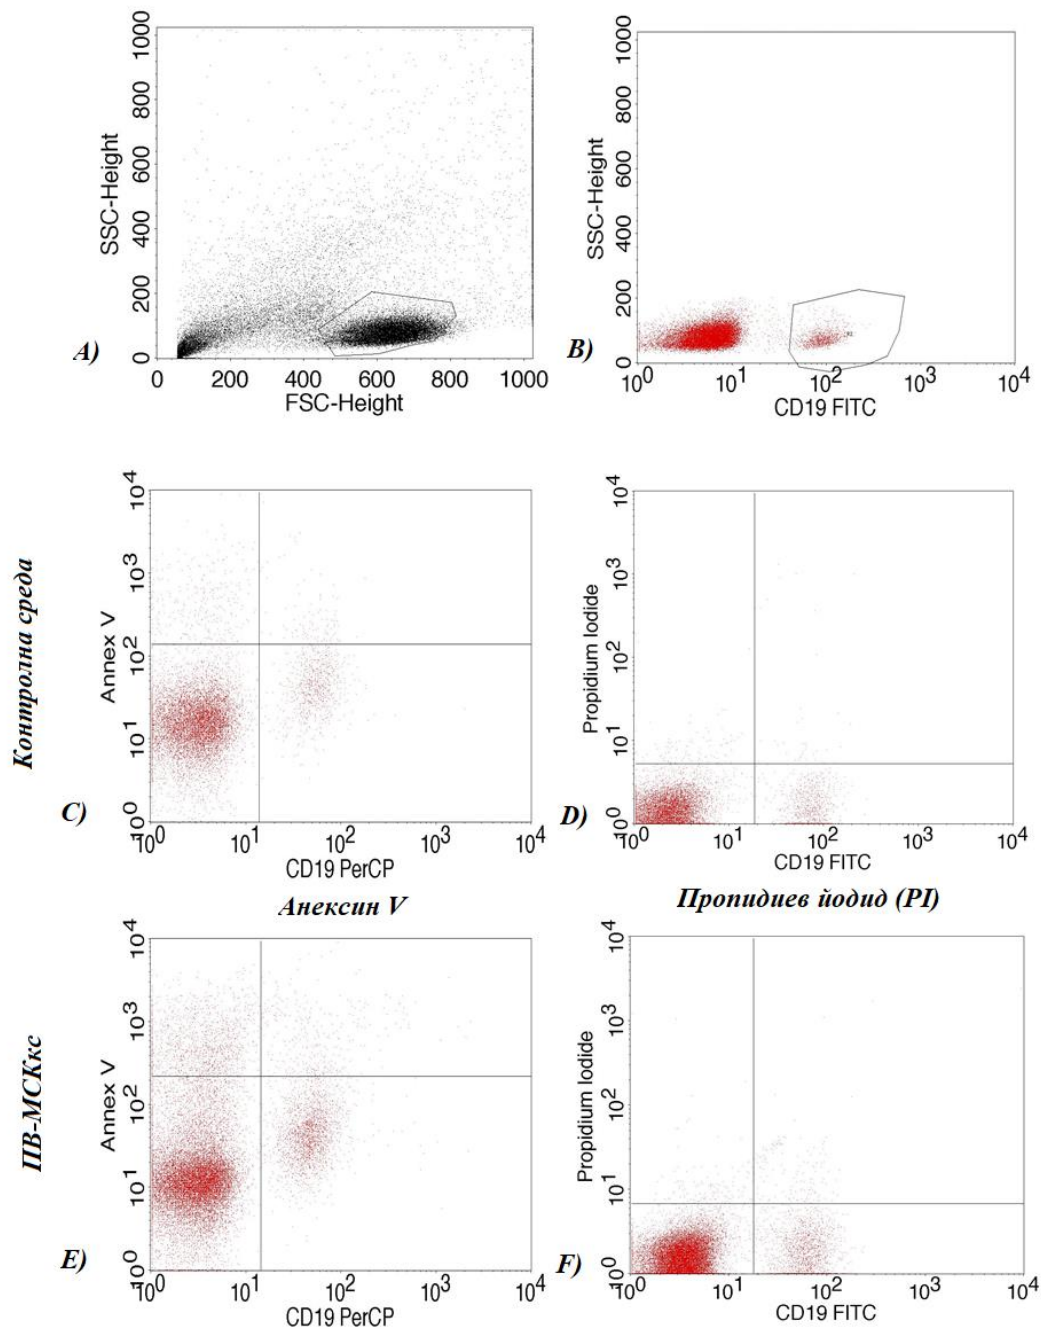 1000
800
600
400
200
0
SSC-Height
0 200 400 600 800 1000
FSC-Height
A)
1000
800
600
400
200
0
SSC-Height
R1
10^0 10^1 10^2 10^3 10^4
CD19 FITC
B)
Контролна среда
10^4
10^3
10^2
10^1
10^0
Annex V
10^0 10^1 10^2 10^3 10^4
CD19 PerCP
C)
10^4
10^3
10^2
10^1
10^0
Propidium Iodide
10^0 10^1 10^2 10^3 10^4
CD19 FITC
D)
Анексин V
Пропидиев йодид (PI)
ПВ-МСКкс
10^4
10^3
10^2
10^1
10^0
Annex V
10^0 10^1 10^2 10^3 10^4
CD19 PerCP
E)
10^4
10^3
10^2
10^1
10^0
Propidium Iodide
10^0 10^1 10^2 10^3 10^4
CD19 FITC
F)